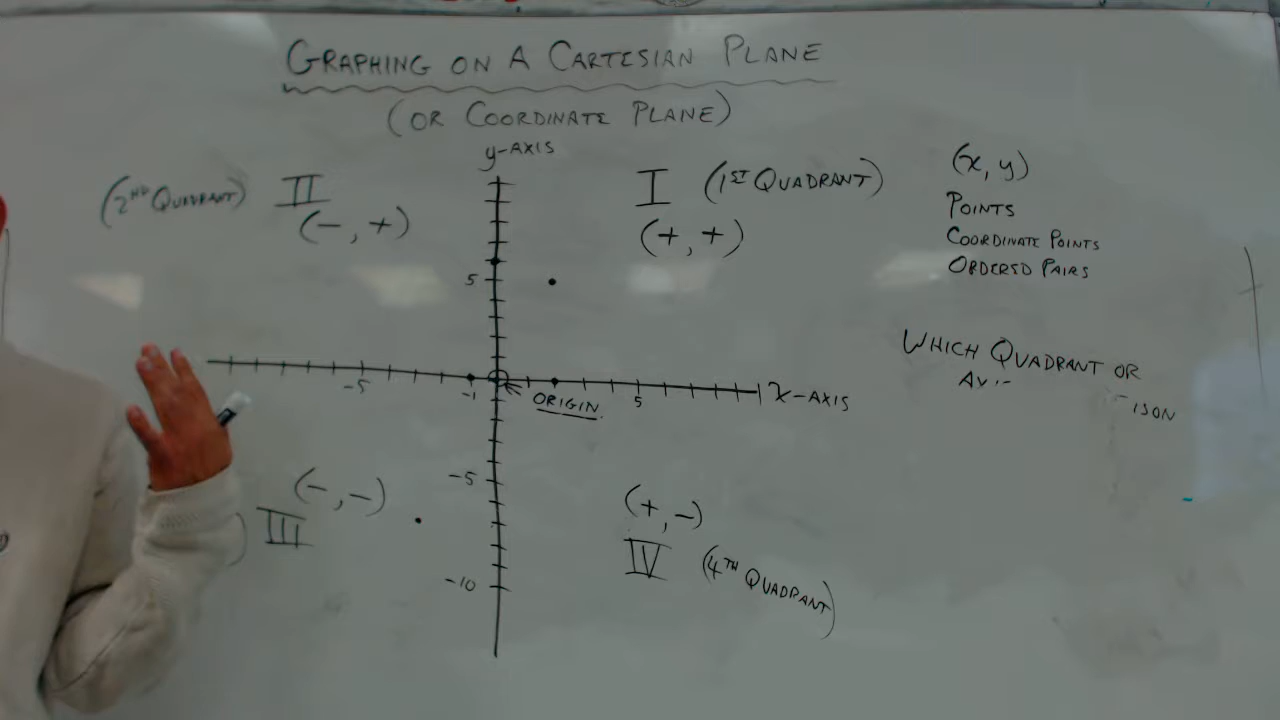 GRAPHING ON A CARTESIAN PLANE
(OR COORDINATE PLANE)
y-AXIS
(2ND QUADRANT) II
(-, +)
I (1ST QUADRANT)
(+, +)
(x, y)
POINTS
COORDINATE POINTS
ORDERED PAIRS
5
WHICH QUADRANT OR
-5
-1
ORIGIN
5
x-AXIS
-5
(-, -)
III
(+, -)
IV (4TH QUADRANT)
-10